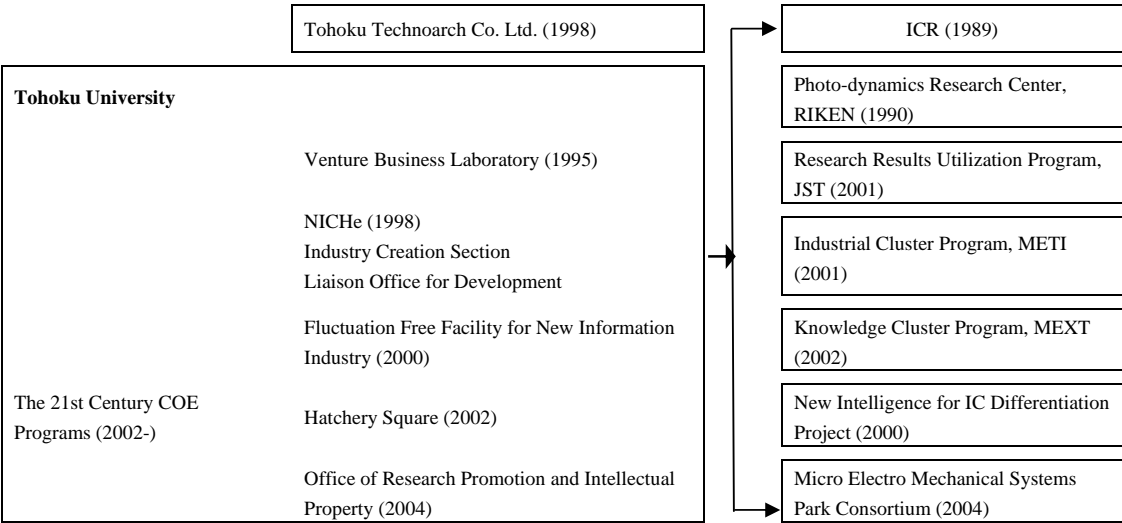 Tohoku Technoarch Co. Ltd. (1998)
Tohoku University
Venture Business Laboratory (1995)
NICHe (1998)
Industry Creation Section
Liaison Office for Development
Fluctuation Free Facility for New Information
Industry (2000)
The 21st Century COE
Programs (2002-)
Hatchery Square (2002)
Office of Research Promotion and Intellectual
Property (2004)
ICR (1989)
Photo-dynamics Research Center,
RIKEN (1990)
Research Results Utilization Program,
JST (2001)
Industrial Cluster Program, METI
(2001)
Knowledge Cluster Program, MEXT
(2002)
New Intelligence for IC Differentiation
Project (2000)
Micro Electro Mechanical Systems
Park Consortium (2004)